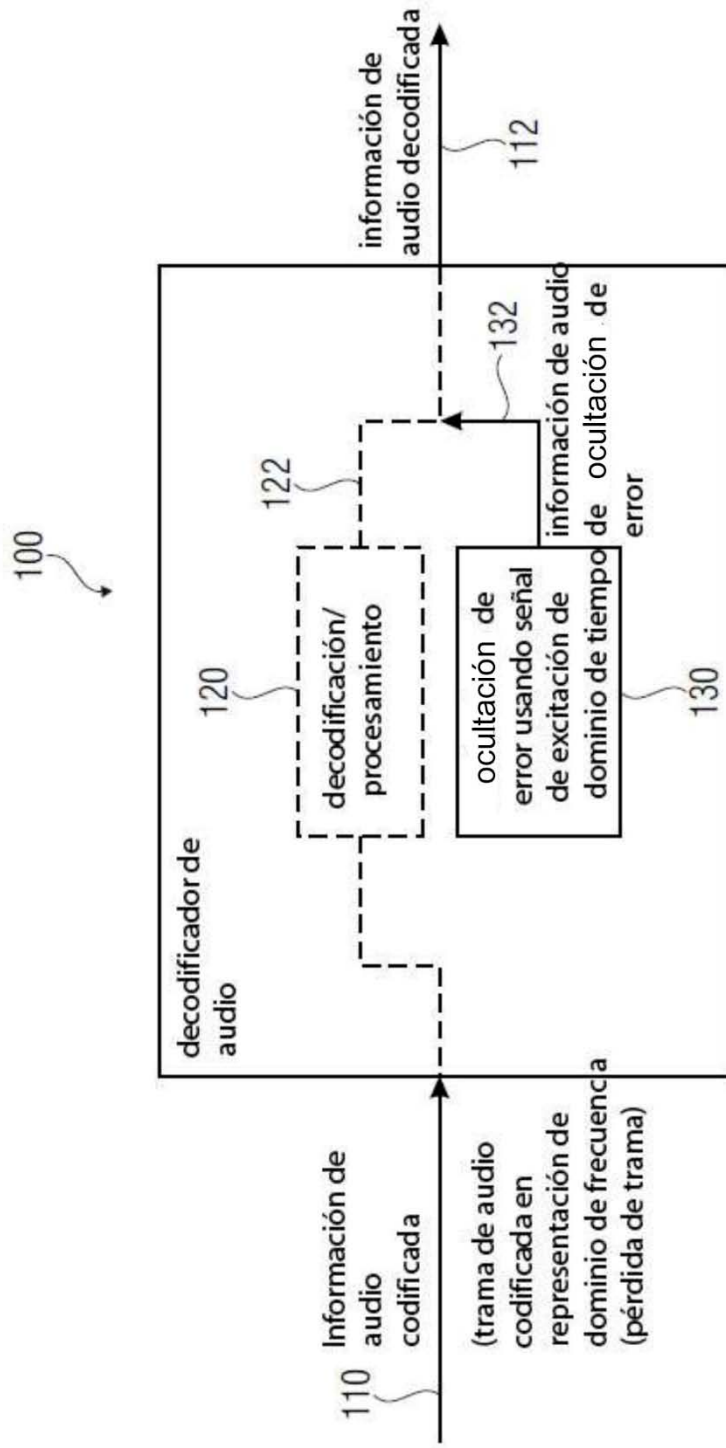 100
decodificador de
audio
Información de
audio
codificada
110
(trama de audio
codificada en
representación de
dominio de frecuencia
(pérdida de trama)
120
decodificación/
procesamiento
122
ocultación de
error usando señal
de excitación de
dominio de tiempo
130
132
información de audio
de ocultación de
error
información de
audio decodificada
112